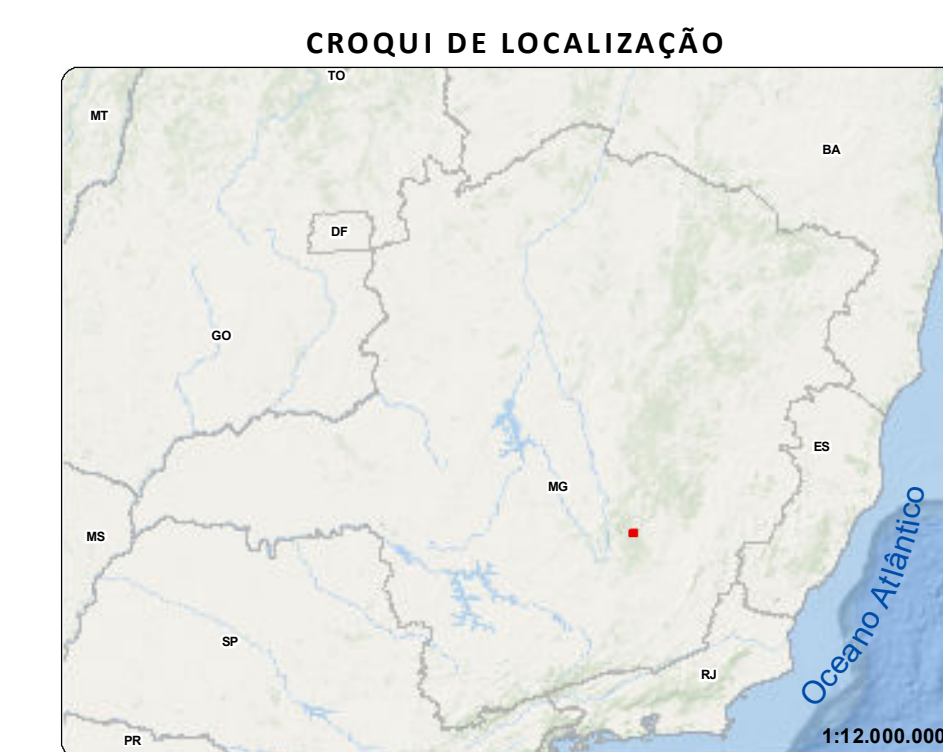 CROQUI DE LOCALIZAÇÃO
TO
MT
BA
DF
GO
ES
MG
MS
Oceano Atlântico
SP
RJ
PR
1:12.000.000